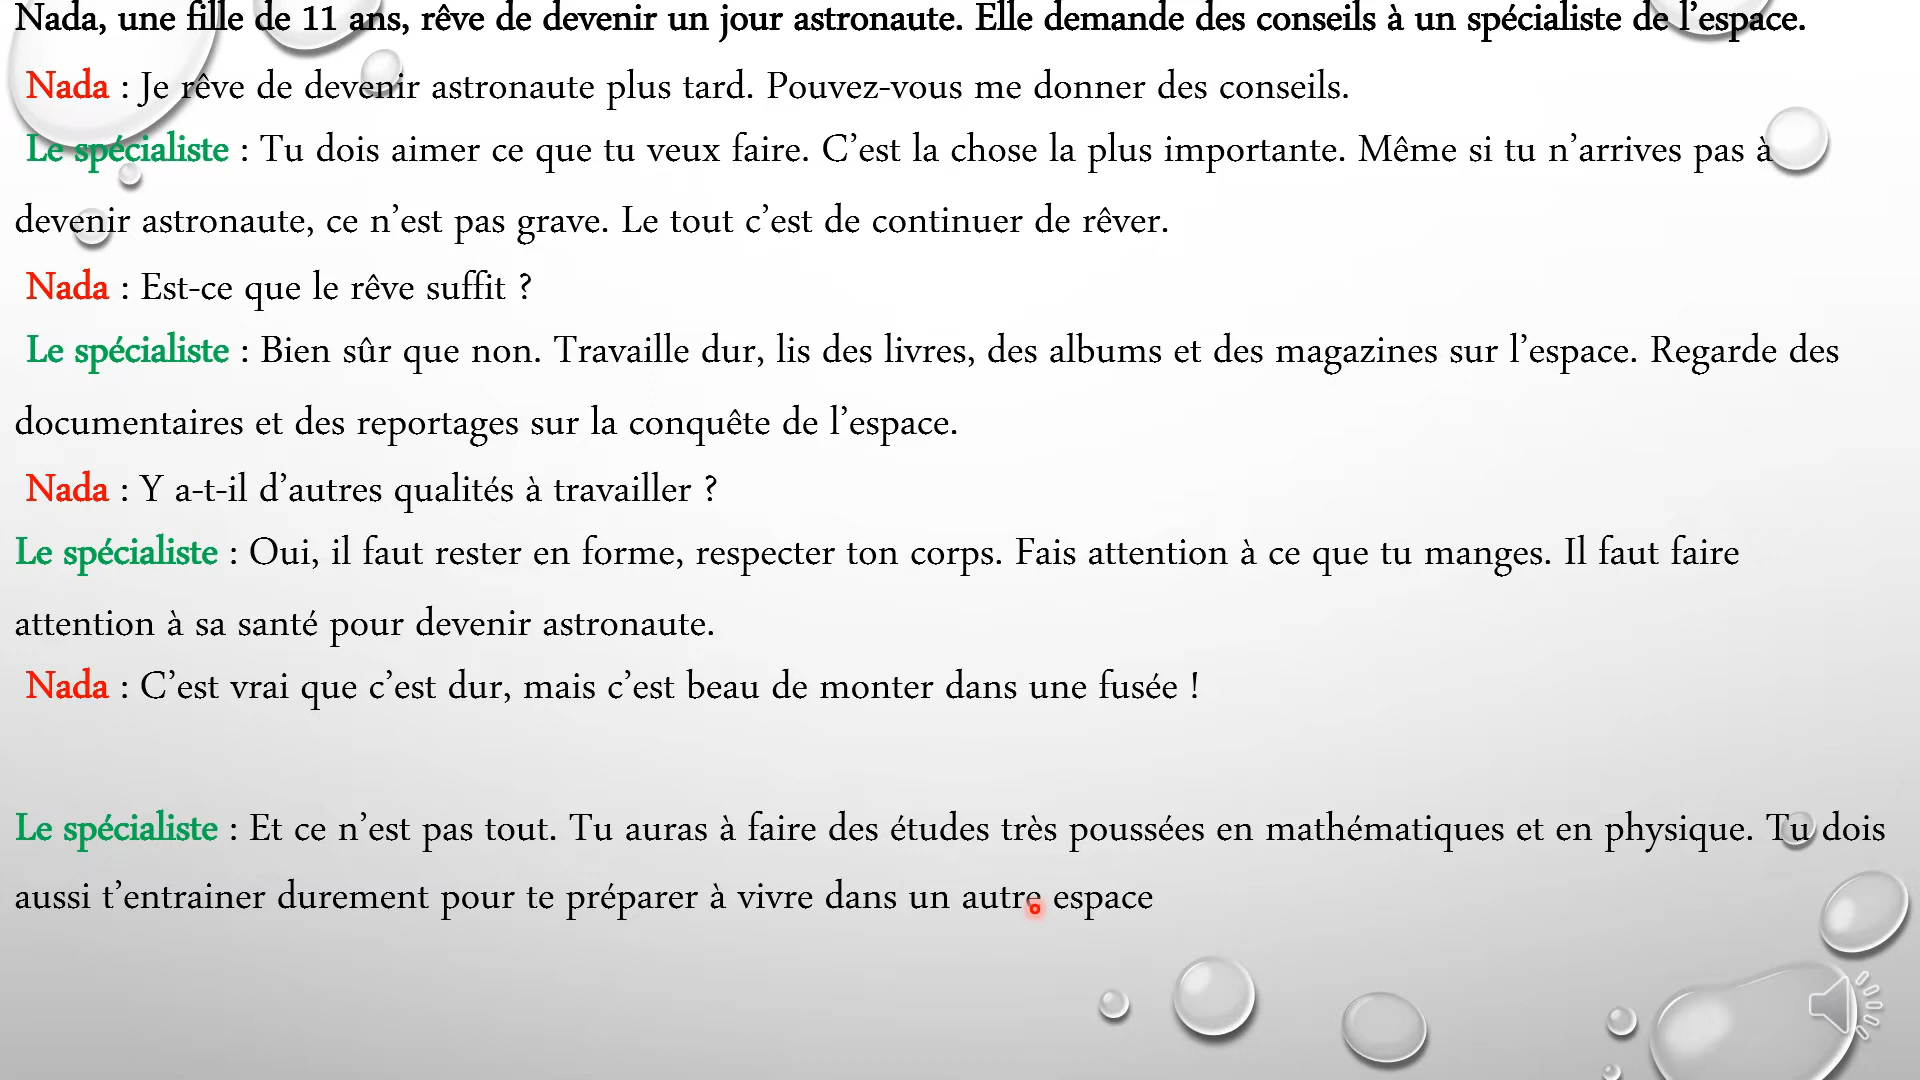 Nada, une fille de 11 ans, rêve de devenir un jour astronaute. Elle demande des conseils à un spécialiste de l’espace.
Nada : Je rêve de devenir astronaute plus tard. Pouvez-vous me donner des conseils.
Le spécialiste : Tu dois aimer ce que tu veux faire. C’est la chose la plus importante. Même si tu n’arrives pas à
devenir astronaute, ce n’est pas grave. Le tout c’est de continuer de rêver.
Nada : Est-ce que le rêve suffit ?
Le spécialiste : Bien sûr que non. Travaille dur, lis des livres, des albums et des magazines sur l’espace. Regarde des
documentaires et des reportages sur la conquête de l’espace.
Nada : Y a-t-il d’autres qualités à travailler ?
Le spécialiste : Oui, il faut rester en forme, respecter ton corps. Fais attention à ce que tu manges. Il faut faire
attention à sa santé pour devenir astronaute.
Nada : C’est vrai que c’est dur, mais c’est beau de monter dans une fusée !
Le spécialiste : Et ce n’est pas tout. Tu auras à faire des études très poussées en mathématiques et en physique. Tu dois
aussi t’entrainer durement pour te préparer à vivre dans un autre espace